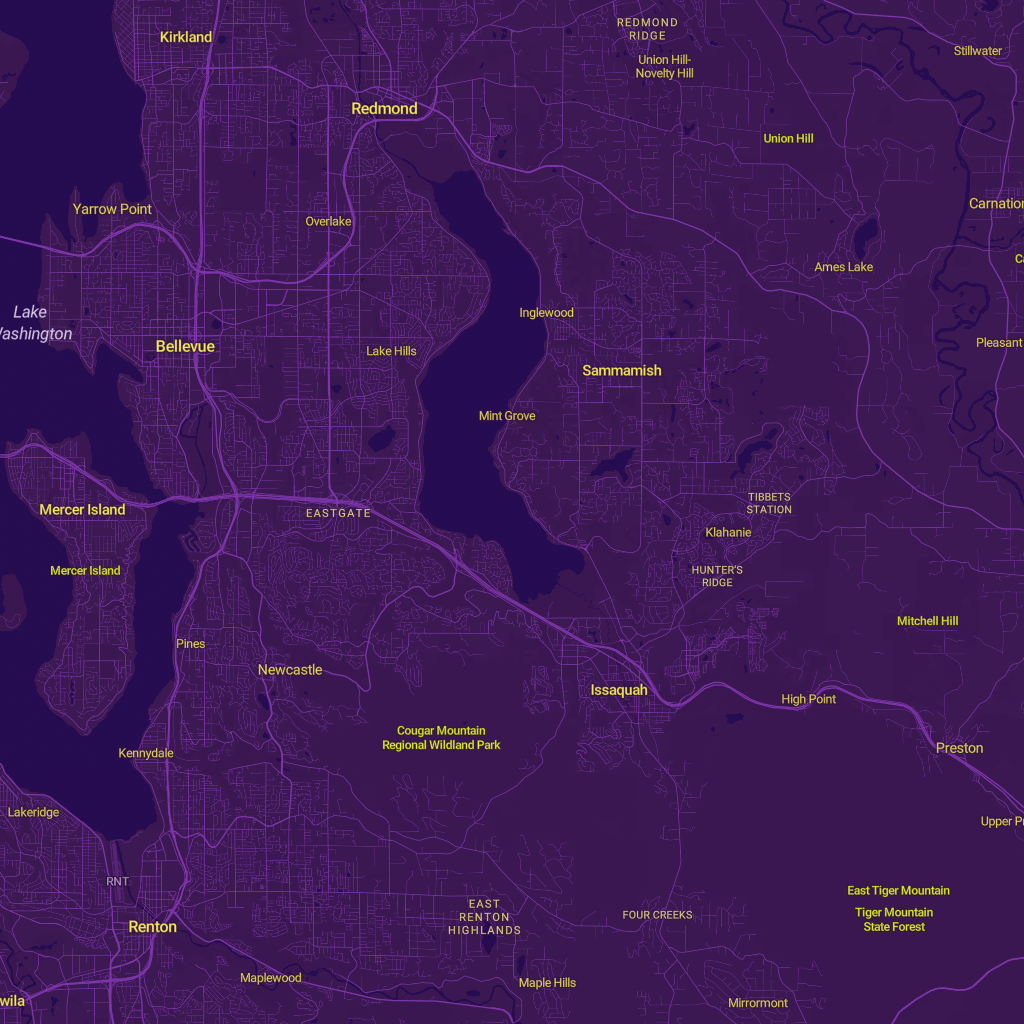 REDMOND
RIDGE
Kirkland
Stillwater
Union Hill-
Novelty Hill
Redmond
Union Hill
Yarrow Point
Carnation
Overlake
Ca
Ames Lake
Lake
Washington
Inglewood
Pleasant
Bellevue
Lake Hills
Sammamish
Mint Grove
TIBBETS
STATION
Mercer Island
EASTGATE
Klahanie
Mercer Island
HUNTER'S
RIDGE
Mitchell Hill
Pines
Newcastle
Issaquah
High Point
Cougar Mountain
Regional Wildland Park
Preston
Kennydale
Lakeridge
Upper Pr
RNT
East Tiger Mountain
EAST
RENTON
HIGHLANDS
FOUR CREEKS
Tiger Mountain
State Forest
Renton
Maplewood
Maple Hills
wila
Mirrormont